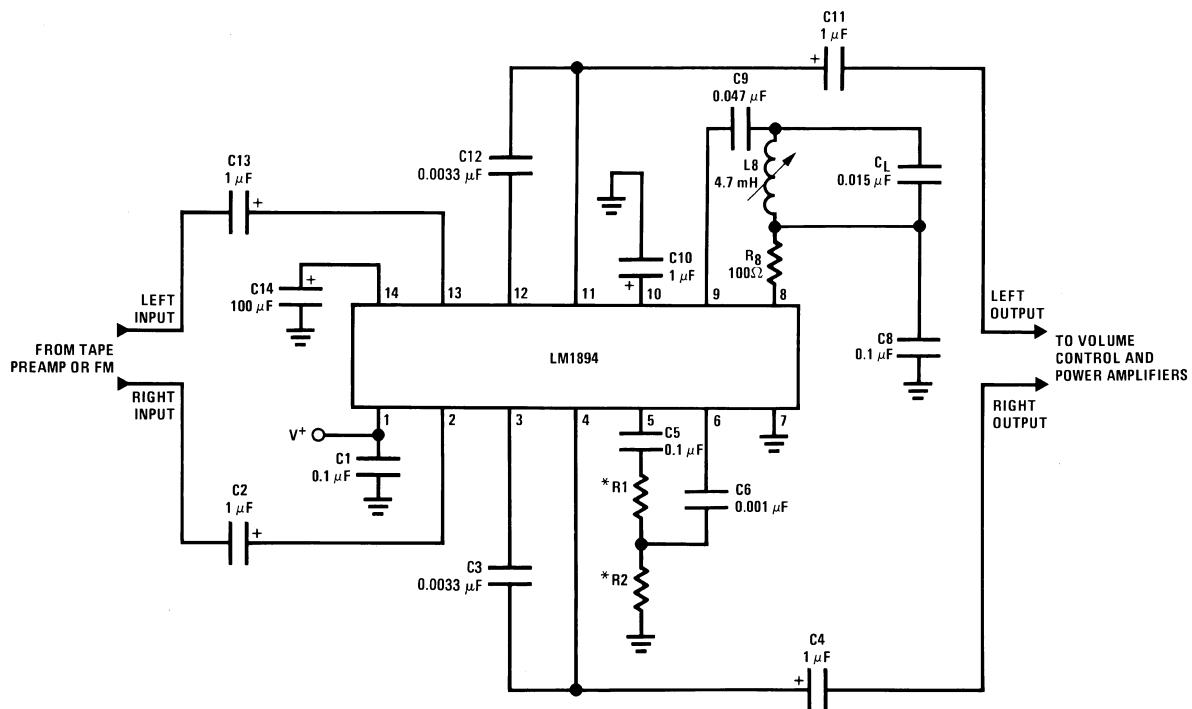 C11
1 μF
+
C9
0.047 μF
C13
1 μF
+
C12
0.0033 μF
L8
4.7 mH
CL
0.015 μF
C14
100 μF
+
C10
1 μF
+
R8
100Ω
LEFT
INPUT
14
13
12
11
10
9
8
LEFT
OUTPUT
FROM TAPE
PREAMP OR FM
LM1894
C8
0.1 μF
TO VOLUME
CONTROL AND
POWER AMPLIFIERS
RIGHT
INPUT
RIGHT
OUTPUT
1
2
3
4
5
6
7
V+
C1
0.1 μF
C5
0.1 μF
*R1
C6
0.001 μF
C2
1 μF
+
C3
0.0033 μF
*R2
C4
1 μF
+